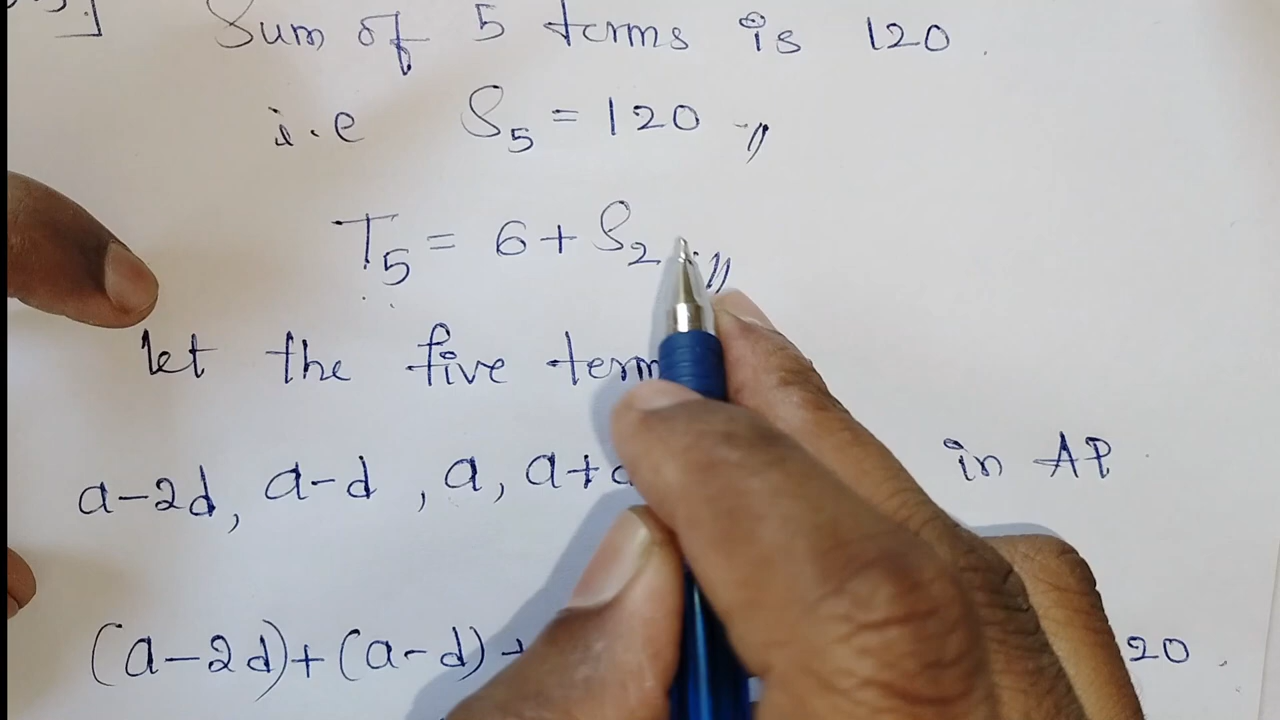 ]  Sum of 5 terms is 120.
i.e S₅ = 120 ,,
T₅ = 6 + S₂ ,,
let the five term
a-2d, a-d, a, a+ in AP
(a-2d)+(a-d)+ 20.